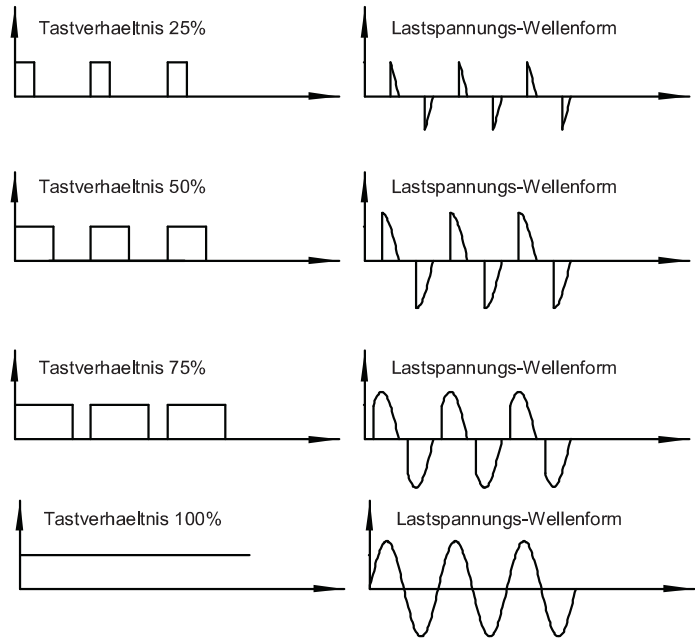 Tastverhaeltnis 25%
Lastspannungs-Wellenform
Tastverhaeltnis 50%
Lastspannungs-Wellenform
Tastverhaeltnis 75%
Lastspannungs-Wellenform
Tastverhaeltnis 100%
Lastspannungs-Wellenform